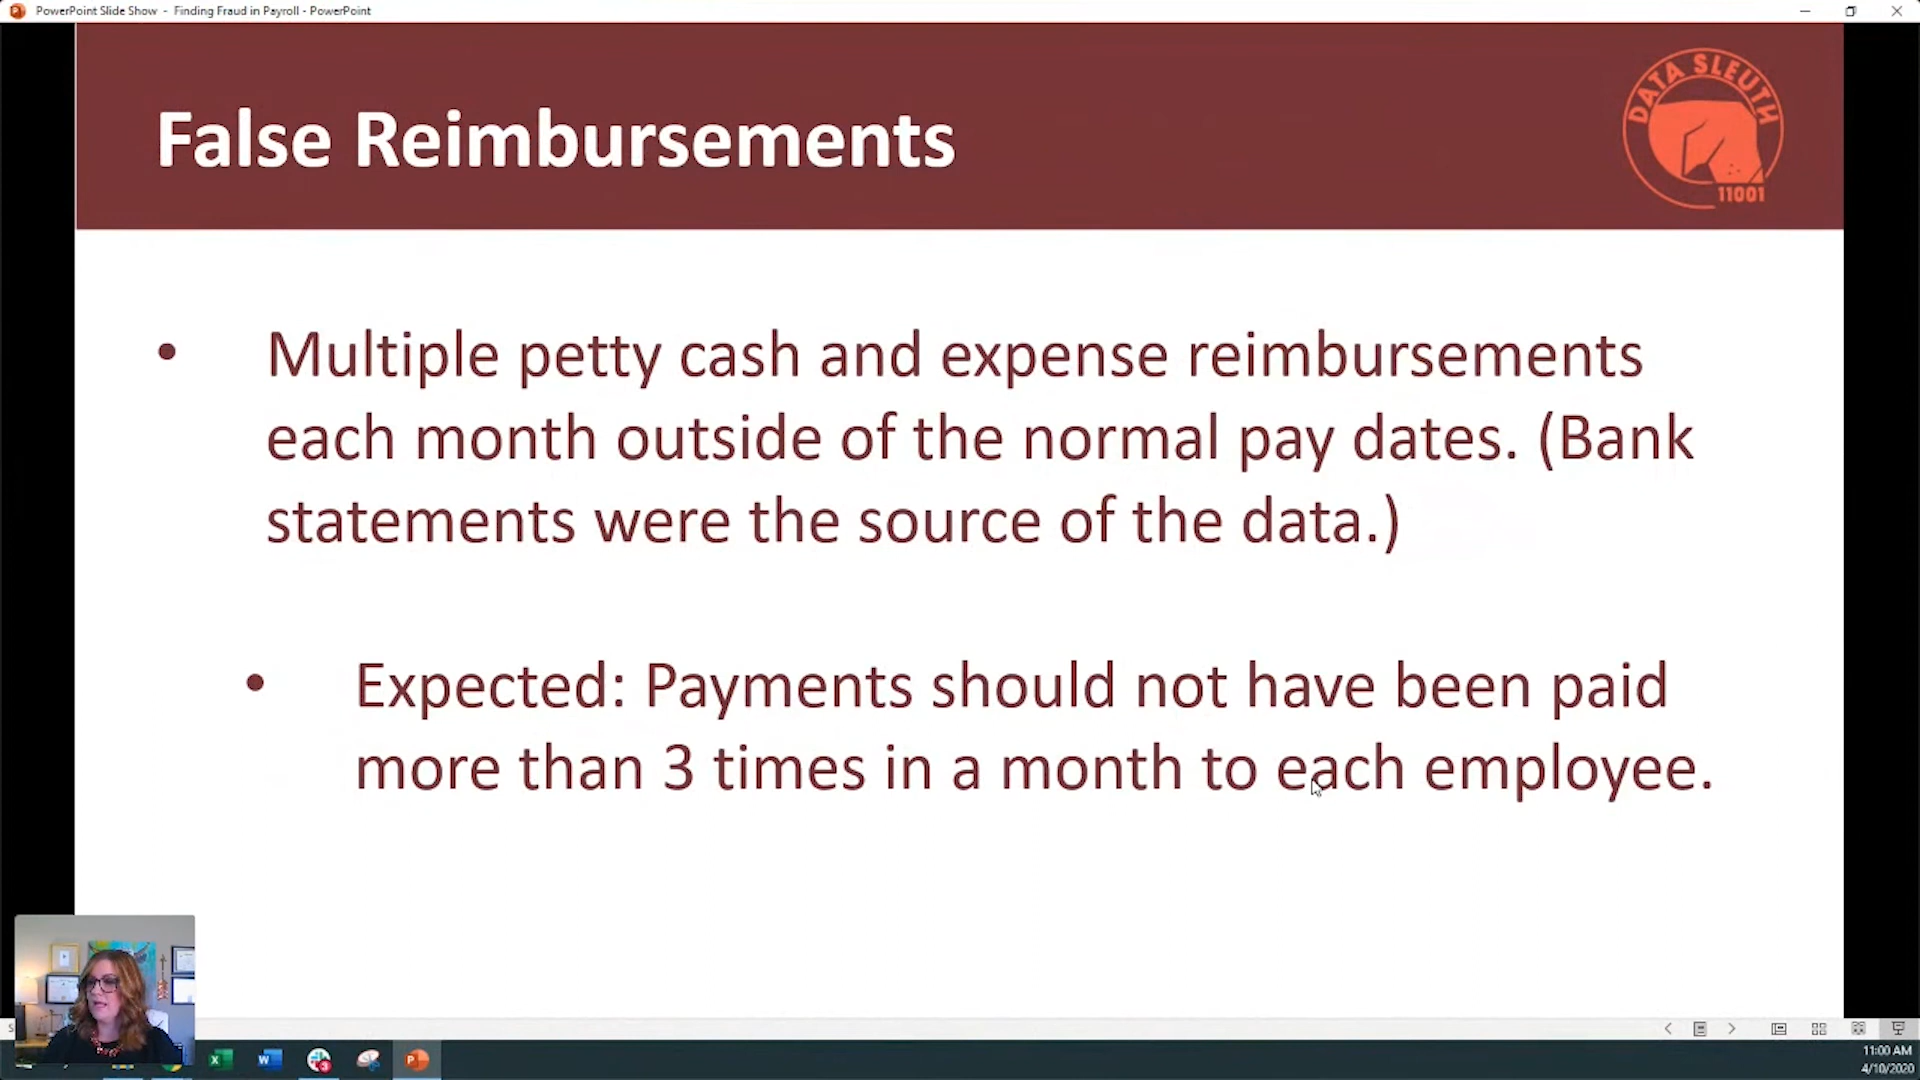 PowerPoint Slide Show - Finding Fraud in Payroll - PowerPoint
False Reimbursements
DATA SLEUTH
11001
• Multiple petty cash and expense reimbursements
each month outside of the normal pay dates. (Bank
statements were the source of the data.)
• Expected: Payments should not have been paid
more than 3 times in a month to each employee.
11:00 AM
4/10/2020